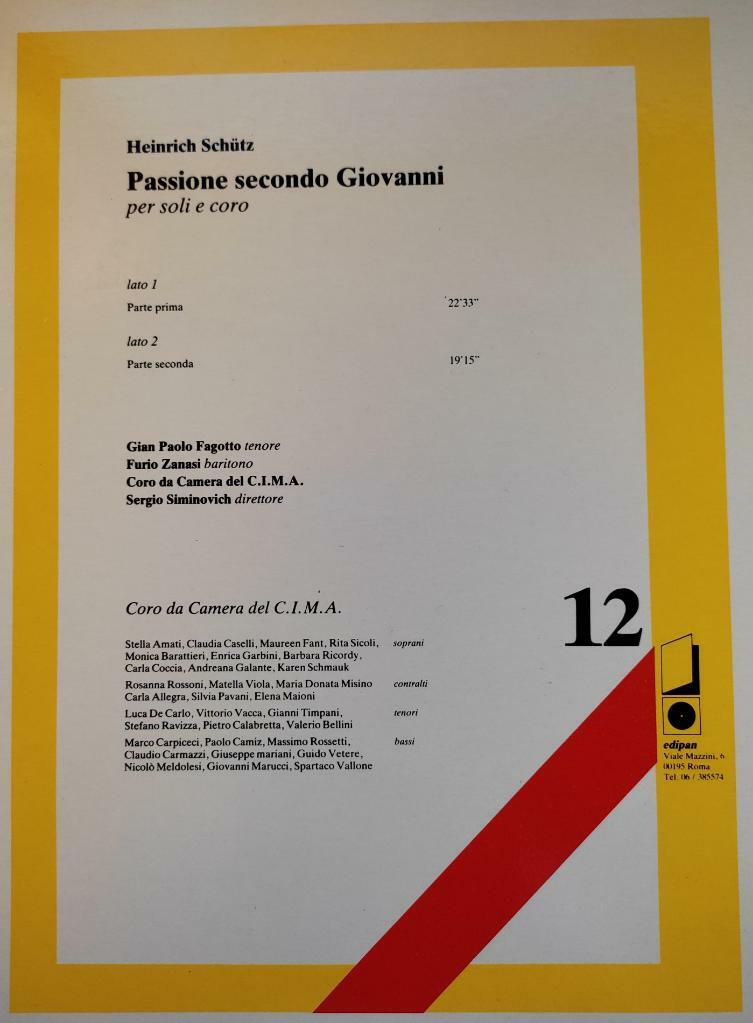 Heinrich Schütz
Passione secondo Giovanni
per soli e coro
lato 1
Parte prima 22'33"
lato 2
Parte seconda 19'15"
Gian Paolo Fagotto tenore
Furio Zanasi baritono
Coro da Camera del C.I.M.A.
Sergio Siminovich direttore
Coro da Camera del C.I.M.A.
12
Stella Amati, Claudia Caselli, Maureen Fant, Rita Sicoli, soprani
Monica Barattieri, Enrica Garbini, Barbara Ricordy,
Carla Coccia, Andreana Galante, Karen Schmauk
Rosanna Rossoni, Matella Viola, Maria Donata Misino contralti
Carla Allegra, Silvia Pavani, Elena Maioni
Luca De Carlo, Vittorio Vacca, Gianni Timpani, tenori
Stefano Ravizza, Pietro Calabretta, Valerio Bellini
Marco Carpiceci, Paolo Camiz, Massimo Rossetti, bassi
Claudio Carmazzi, Giuseppe mariani, Guido Vetere,
Nicolò Meldolesi, Giovanni Marucci, Spartaco Vallone
edipan
Viale Mazzini, 6
00195 Roma
Tel. 06 / 385574